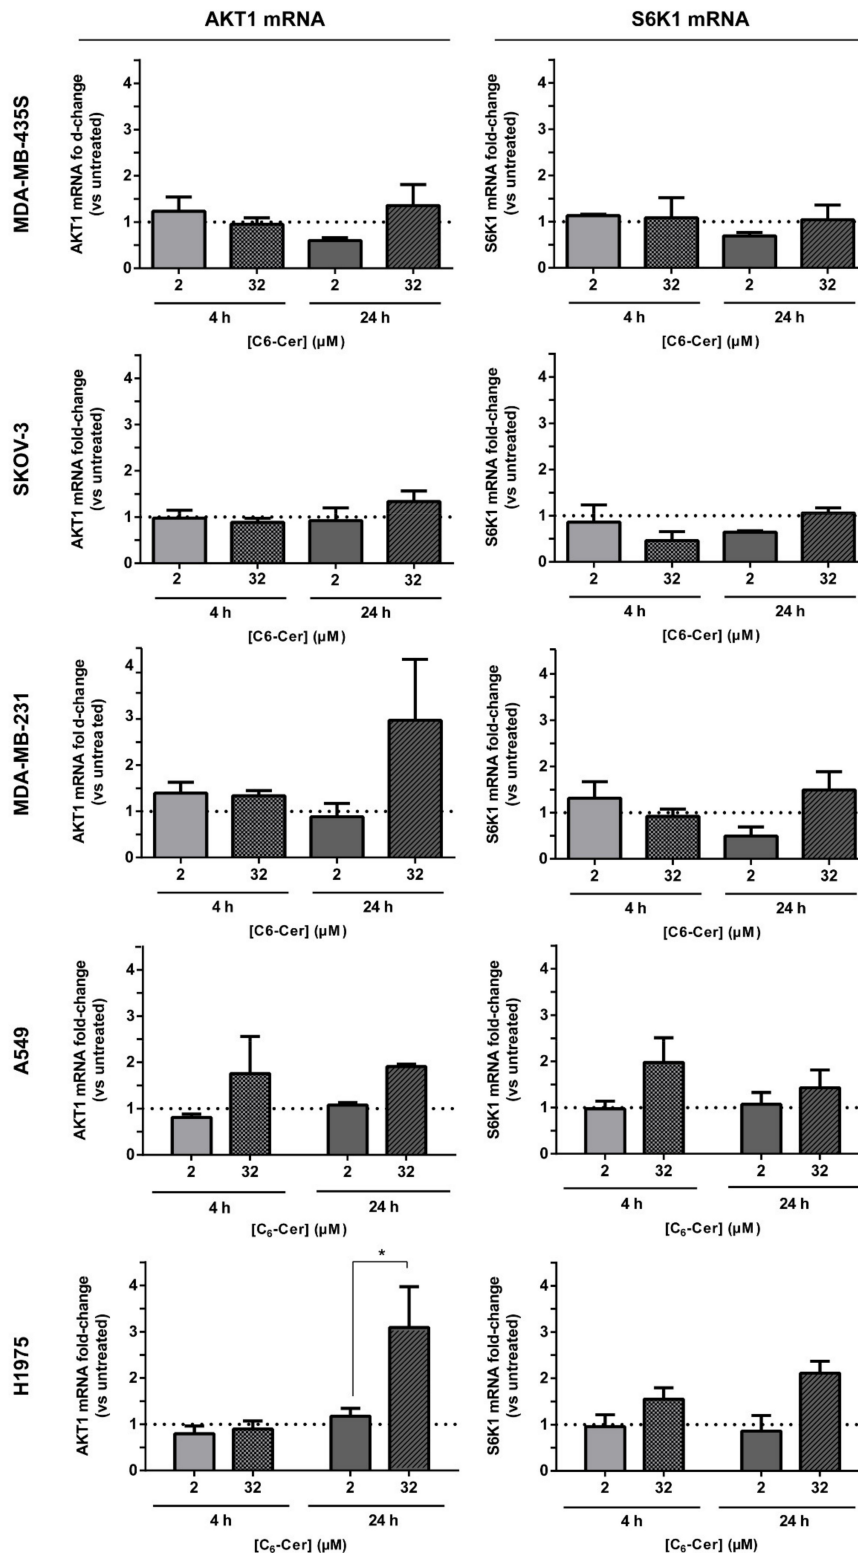 AKT1 mRNA
S6K1 mRNA
MDA-MB-435S
AKT1 mRNA fo d-change
(vs untreated)
4
3
2
1
0
2
32
2
32
4 h
24 h
[C6-Cer] (µM)
S6K1 mRNA fold-change
(vs untreated)
4
3
2
1
0
2
32
2
32
4 h
24 h
[C6-Cer] (µM)
SKOV-3
AKT1 mRNA fold-change
(vs untreated)
4
3
2
1
0
2
32
2
32
4 h
24 h
[C6-Cer] (µM)
S6K1 mRNA fold-change
(vs untreated)
4
3
2
1
0
2
32
2
32
4 h
24 h
[C6-Cer] (µM)
MDA-MB-231
AKT1 mRNA fold-change
(vs untreated)
4
3
2
1
0
2
32
2
32
4 h
24 h
[C6-Cer] (µM)
S6K1 mRNA fold-change
(vs untreated)
4
3
2
1
0
2
32
2
32
4 h
24 h
[C6-Cer] (µM)
A549
AKT1 mRNA fold-change
(vs untreated)
4
3
2
1
0
2
32
2
32
4 h
24 h
[C₆-Cer] (µM)
S6K1 mRNA fold-change
(vs untreated)
4
3
2
1
0
2
32
2
32
4 h
24 h
[C₆-Cer] (µM)
H1975
AKT1 mRNA fold-change
(vs untreated)
4
3
2
1
0
*
2
32
2
32
4 h
24 h
[C₆-Cer] (µM)
S6K1 mRNA fold-change
(vs untreated)
4
3
2
1
0
2
32
2
32
4 h
24 h
[C₆-Cer] (µM)